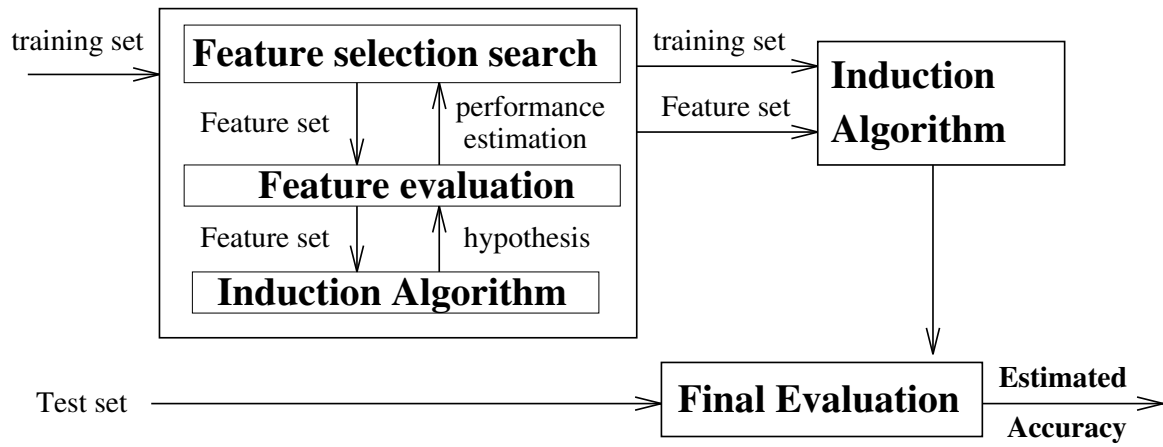 training set
Feature selection search
Feature set
performance
estimation
Feature evaluation
Feature set
hypothesis
Induction Algorithm
training set
Feature set
Induction
Algorithm
Test set
Final Evaluation
Estimated
Accuracy